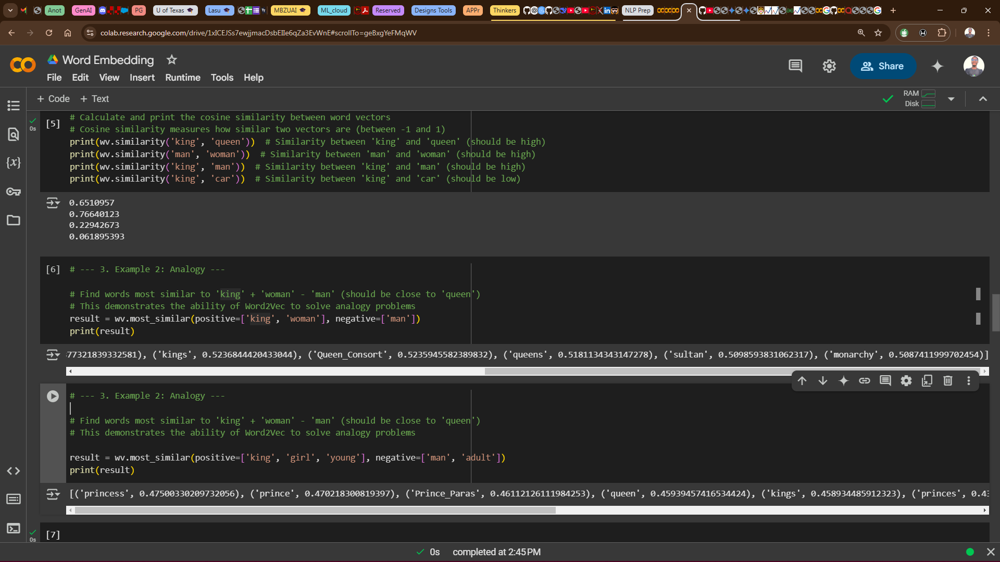 Anot GenAI PG U of Texas 🎓 Lasu 🎓 MBZUAI 🎓 ML_cloud Reserved Designs Tools APPr Thinkers NLP Prep
colab.research.google.com/drive/1xICEJSs7ewjjmacDsbEIIe6qZa3EvWnE#scrollTo=geBxgYeFMqWV
Word Embedding
File Edit View Insert Runtime Tools Help
Share
+ Code + Text
RAM
Disk
0s
[5]
# Calculate and print the cosine similarity between word vectors
# Cosine similarity measures how similar two vectors are (between -1 and 1)
print(wv.similarity('king', 'queen'))  # Similarity between 'king' and 'queen' (should be high)
print(wv.similarity('man', 'woman'))  # Similarity between 'man' and 'woman' (should be high)
print(wv.similarity('king', 'man'))  # Similarity between 'king' and 'man' (should be high)
print(wv.similarity('king', 'car'))  # Similarity between 'king' and 'car' (should be low)
0.6510957
0.76640123
0.22942673
0.061895393
[6] # --- 3. Example 2: Analogy ---
# Find words most similar to 'king' + 'woman' - 'man' (should be close to 'queen')
# This demonstrates the ability of Word2Vec to solve analogy problems
result = wv.most_similar(positive=['king', 'woman'], negative=['man'])
print(result)
77321839332581), ('kings', 0.5236844420433044), ('Queen_Consort', 0.5235945582389832), ('queens', 0.5181134343147278), ('sultan', 0.5098593831062317), ('monarchy', 0.5087411999702454)]
# --- 3. Example 2: Analogy ---
# Find words most similar to 'king' + 'woman' - 'man' (should be close to 'queen')
# This demonstrates the ability of Word2Vec to solve analogy problems
result = wv.most_similar(positive=['king', 'girl', 'young'], negative=['man', 'adult'])
print(result)
[('princess', 0.47500330209732056), ('prince', 0.470218300819397), ('Prince_Paras', 0.46112126111984253), ('queen', 0.45939457416534424), ('kings', 0.458934485912323), ('princes', 0.43
0s
[7]
0s completed at 2:45 PM